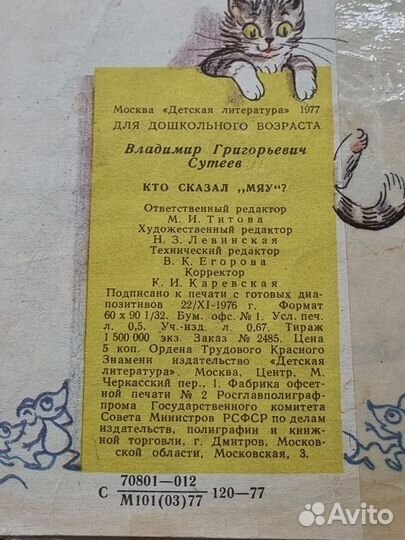 Москва «Детская литература» 1977
ДЛЯ ДОШКОЛЬНОГО ВОЗРАСТА
Владимир Григорьевич
Сутеев
КТО СКАЗАЛ „МЯУ“?
Ответственный редактор
М. И. Титова
Художественный редактор
Н. З. Левинская
Технический редактор
В. К. Егорова
Корректор
К. И. Каревская
Подписано к печати с готовых диа-
позитивов 22/XI-1976 г. Формат
60 х 90 1/32. Бум. офс. № 1. Усл. печ.
л. 0,5. Уч.-изд. л. 0,67. Тираж
1 500 000 экз. Заказ № 2485. Цена
5 коп. Ордена Трудового Красного
Знамени издательство «Детская
литература». Москва, Центр, М.
Черкасский пер., 1. Фабрика офсет-
ной печати № 2 Росглавполиграф-
прома Государственного комитета
Совета Министров РСФСР по делам
издательств, полиграфии и книж-
ной торговли, г. Дмитров, Москов-
ской области, Московская, 3.
70801—012
С 120—77
М101(03)77
Avito